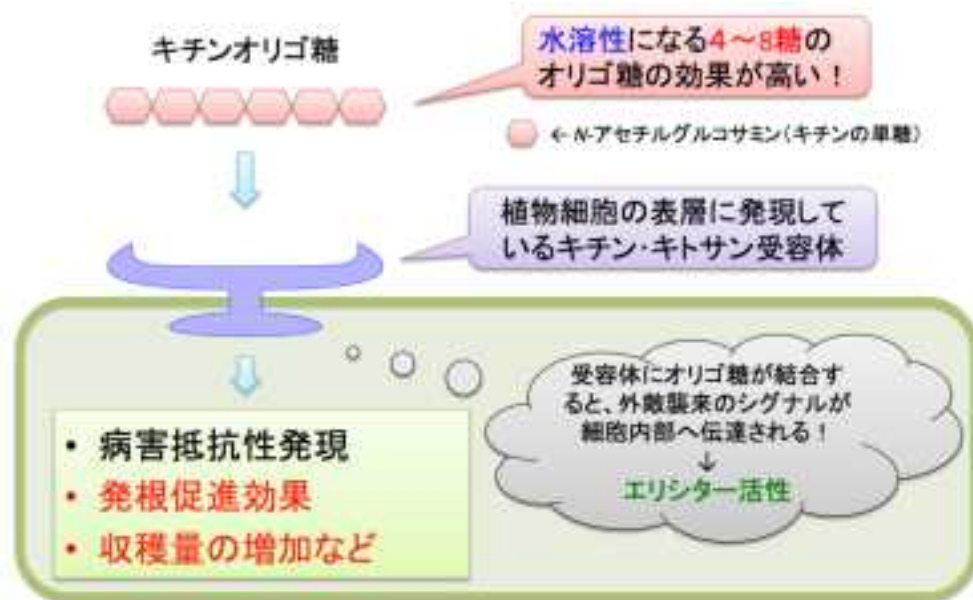 キチンオリゴ糖
水溶性になる4～8糖の
オリゴ糖の効果が高い！
← N-アセチルグルコサミン(キチンの単糖)
植物細胞の表層に発現して
いるキチン・キトサン受容体
受容体にオリゴ糖が結合す
ると、外敵襲来のシグナルが
細胞内部へ伝達される！
↓
エリシター活性
• 病害抵抗性発現
• 発根促進効果
• 収穫量の増加など